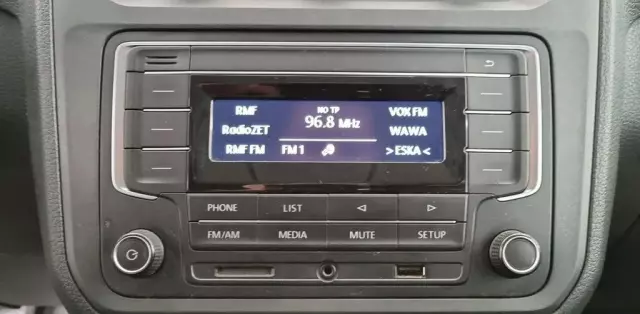 RMF NO TP VOX FM
96.8 MHz
RadioZET WAWA
RMF FM FM 1 >ESKA<
PHONE LIST
FM/AM MEDIA MUTE SETUP